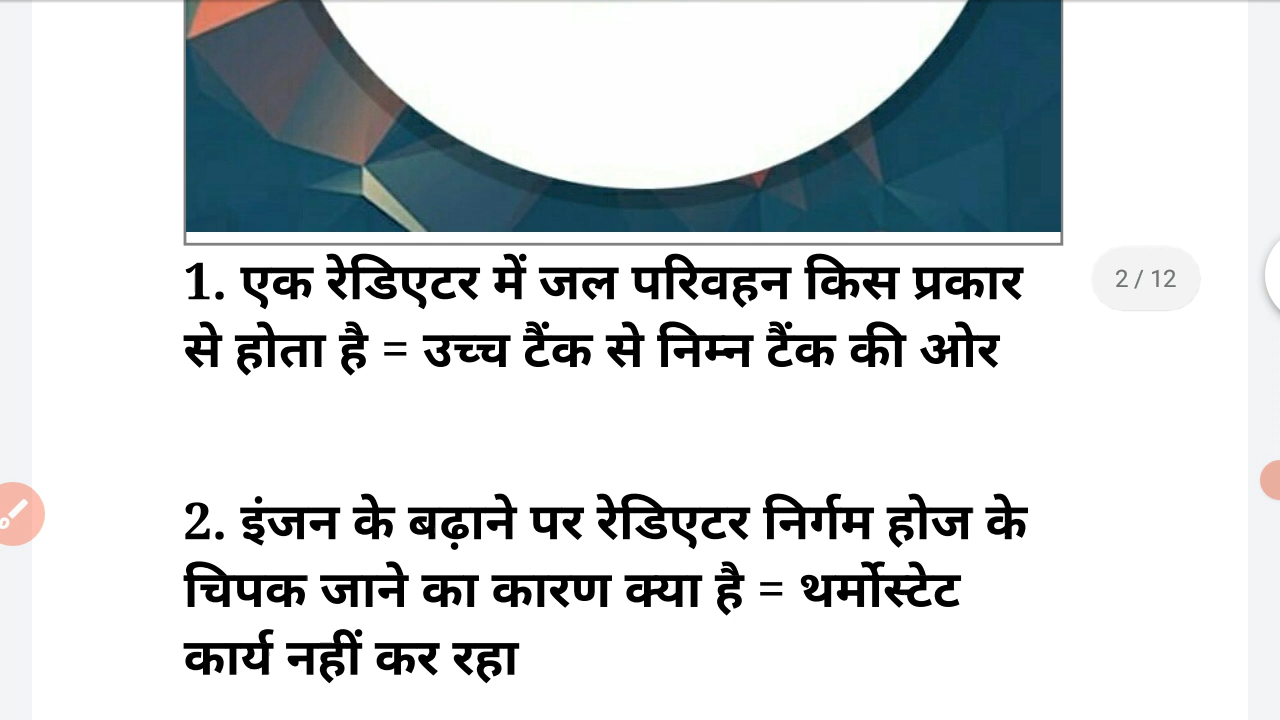 1. एक रेडिएटर में जल परिवहन किस प्रकार
से होता है = उच्च टैंक से निम्न टैंक की ओर
2 / 12
2. इंजन के बढ़ाने पर रेडिएटर निर्गम होज के
चिपक जाने का कारण क्या है = थर्मोस्टेट
कार्य नहीं कर रहा